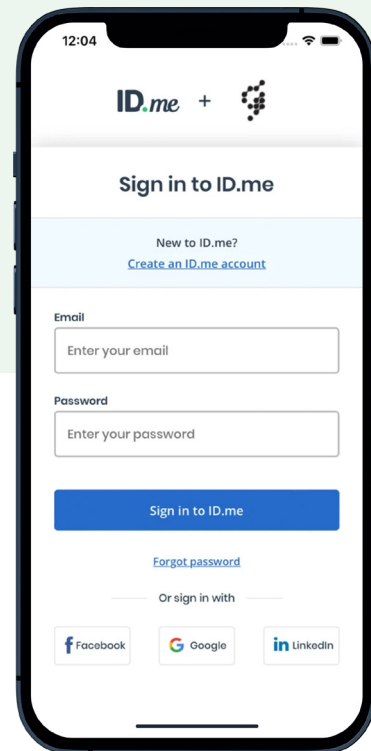 12:04
ID.me +
Sign in to ID.me
New to ID.me?
Create an ID.me account
Email
Enter your email
Password
Enter your password
Sign in to ID.me
Forgot password
Or sign in with
f Facebook
G Google
in LinkedIn